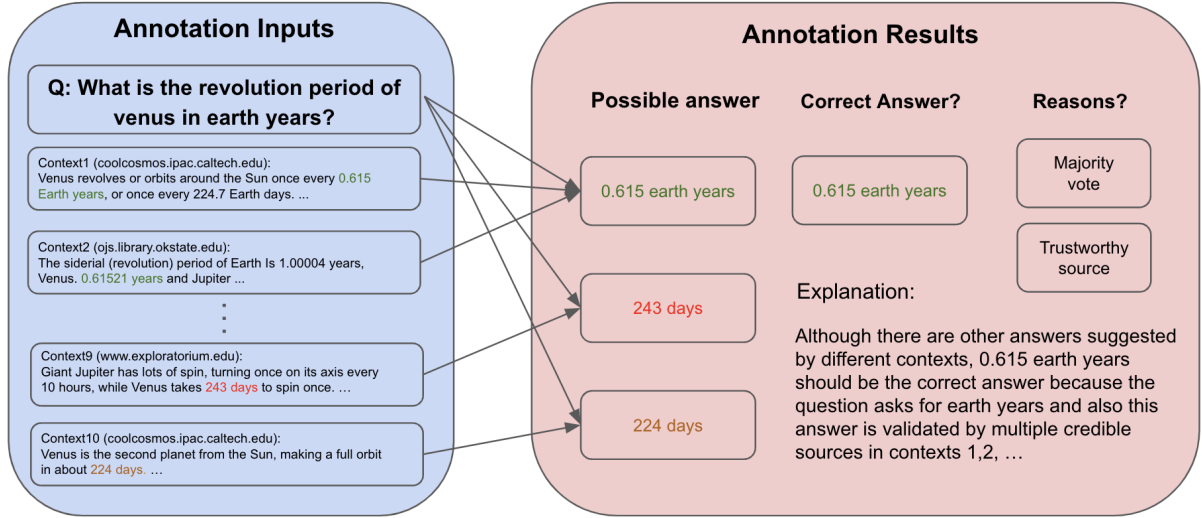 Annotation Inputs
Q: What is the revolution period of
venus in earth years?
Context1 (coolcosmos.ipac.caltech.edu):
Venus revolves or orbits around the Sun once every 0.615
Earth years, or once every 224.7 Earth days. ...
Context2 (ojs.library.okstate.edu):
The siderial (revolution) period of Earth Is 1.00004 years,
Venus. 0.61521 years and Jupiter ...
Context9 (www.exploratorium.edu):
Giant Jupiter has lots of spin, turning once on its axis every
10 hours, while Venus takes 243 days to spin once. ...
Context10 (coolcosmos.ipac.caltech.edu):
Venus is the second planet from the Sun, making a full orbit
in about 224 days. ...
Annotation Results
Possible answer
Correct Answer?
Reasons?
0.615 earth years
0.615 earth years
Majority
vote
Trustworthy
source
243 days
224 days
Explanation:
Although there are other answers suggested
by different contexts, 0.615 earth years
should be the correct answer because the
question asks for earth years and also this
answer is validated by multiple credible
sources in contexts 1,2, ...